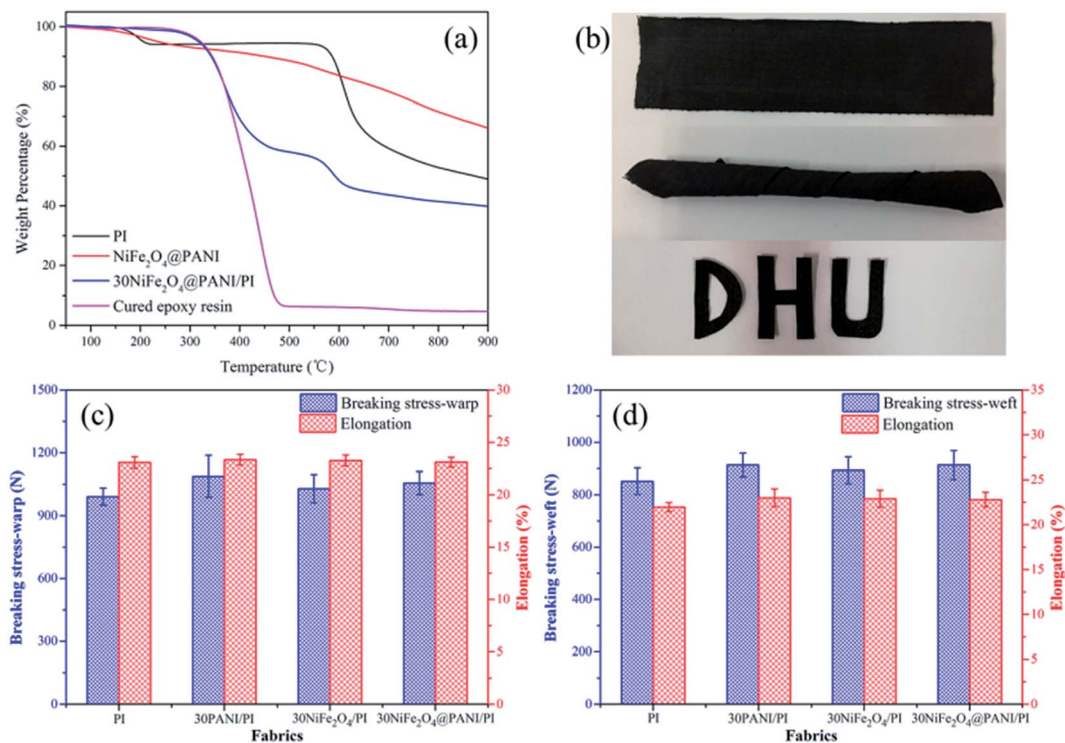 (a)
100
80
60
40
20
0
Weight Percentage (%)
PI
NiFe₂O₄@PANI
30NiFe₂O₄@PANI/PI
Cured epoxy resin
100 200 300 400 500 600 700 800 900
Temperature (℃)
(b)
DHU
(c)
Breaking stress-warp
Elongation
1500
1200
900
600
300
0
Breaking stress-warp (N)
30
25
20
15
10
5
0
Elongation (%)
PI 30PANI/PI 30NiFe₂O₄/PI 30NiFe₂O₄@PANI/PI
Fabrics
(d)
Breaking stress-weft
Elongation
1200
1000
800
600
400
200
0
Breaking stress-weft (N)
35
30
25
20
15
10
5
0
Elongation (%)
PI 30PANI/PI 30NiFe₂O₄/PI 30NiFe₂O₄@PANI/PI
Fabrics